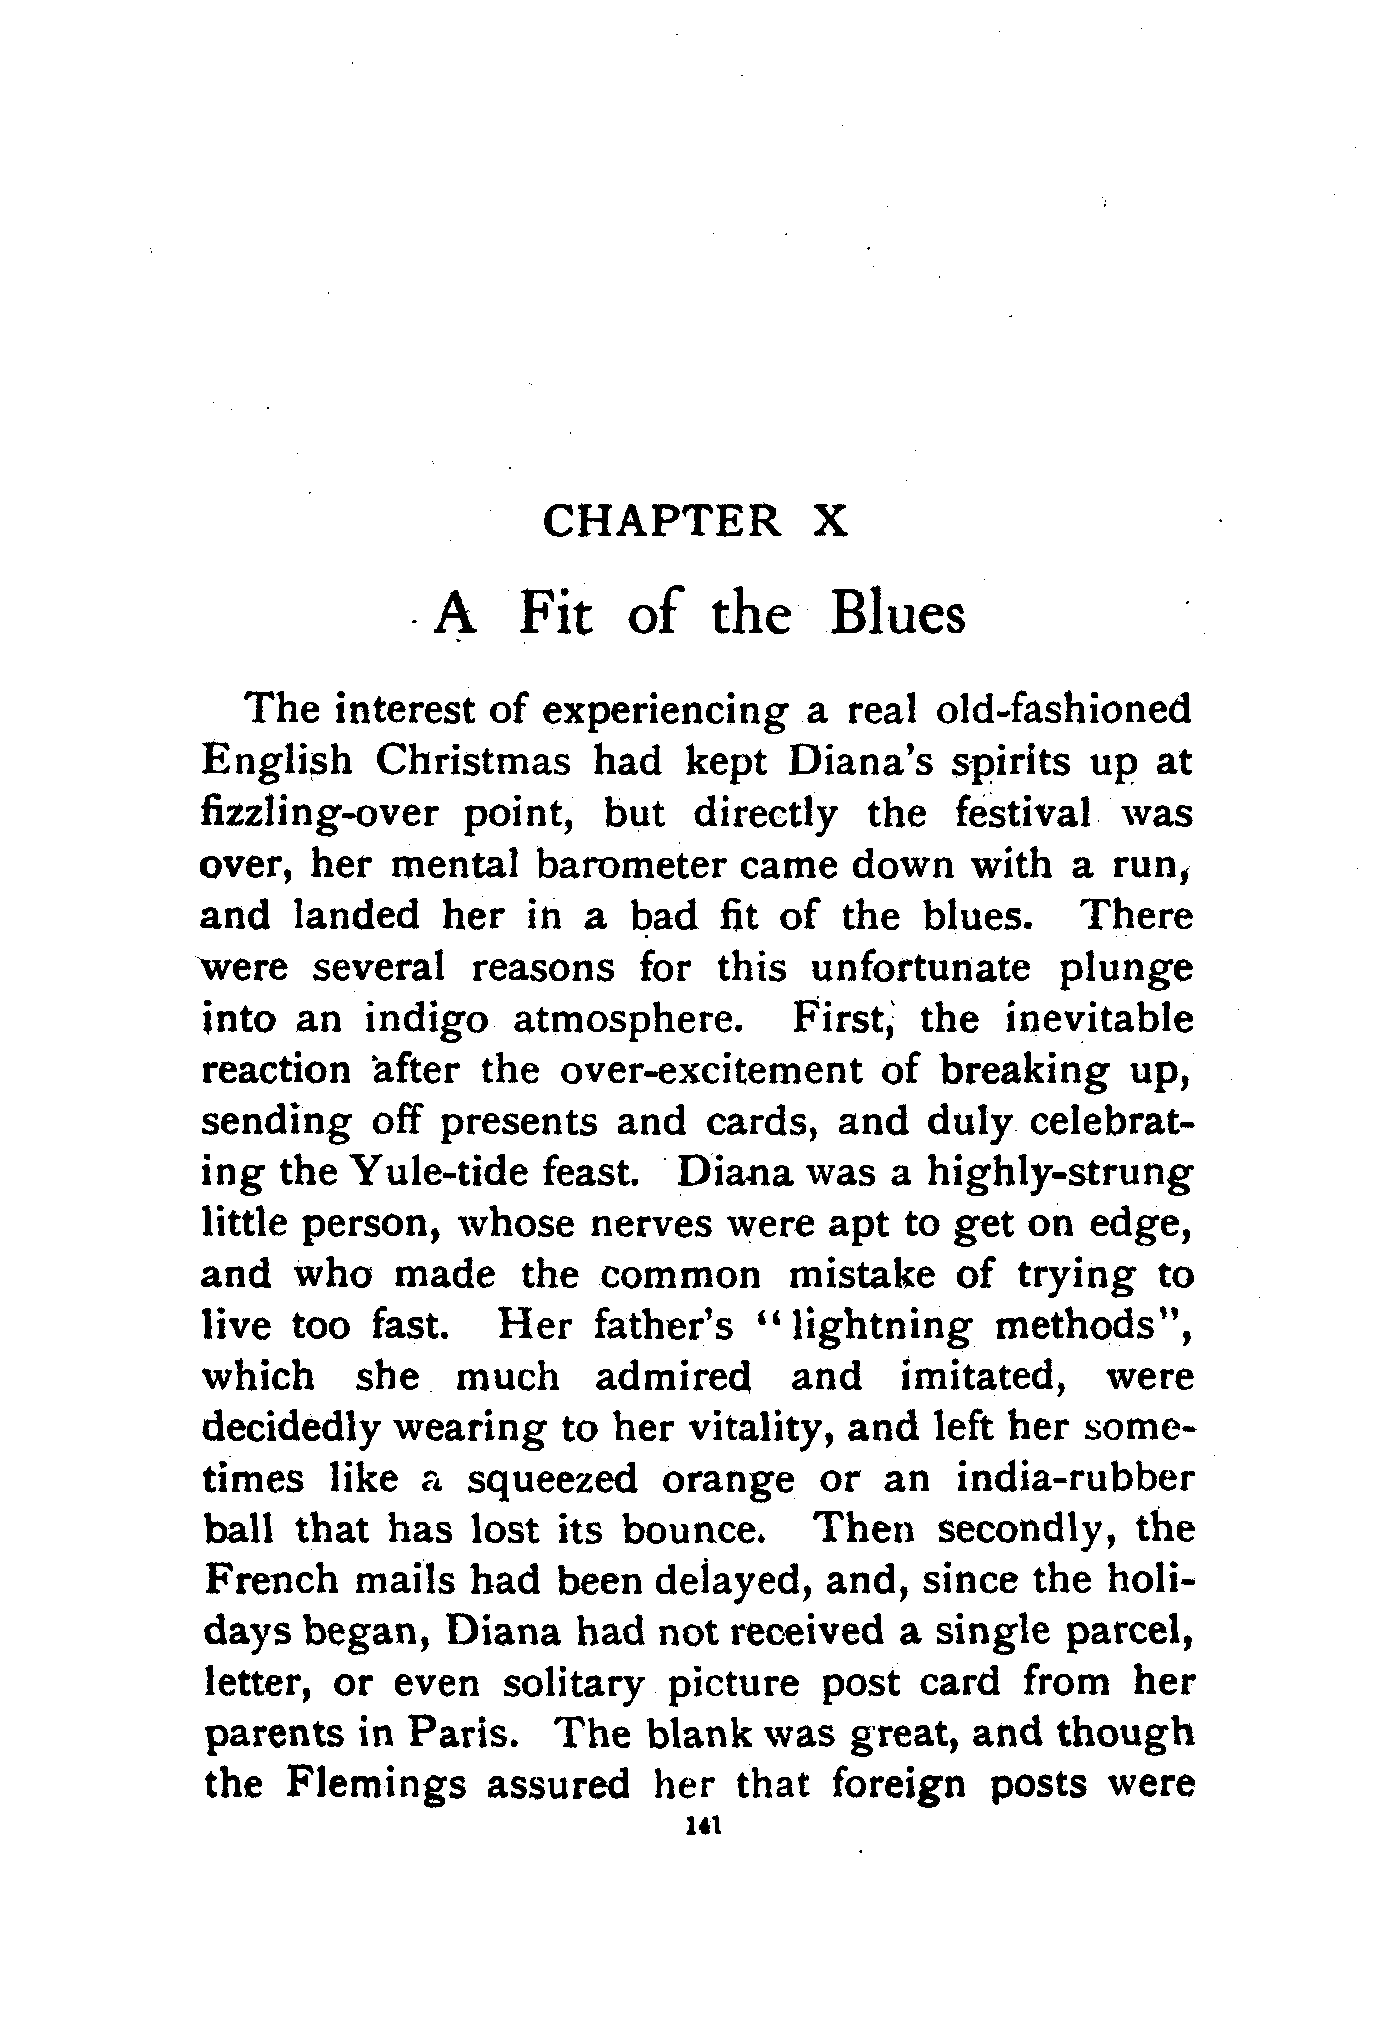 CHAPTER X
A Fit of the Blues
The interest of experiencing a real old-fashioned
English Christmas had kept Diana's spirits up at
fizzling-over point, but directly the festival was
over, her mental barometer came down with a run,
and landed her in a bad fit of the blues. There
were several reasons for this unfortunate plunge
into an indigo atmosphere. First, the inevitable
reaction after the over-excitement of breaking up,
sending off presents and cards, and duly celebrat-
ing the Yule-tide feast. Diana was a highly-strung
little person, whose nerves were apt to get on edge,
and who made the common mistake of trying to
live too fast. Her father's "lightning methods",
which she much admired and imitated, were
decidedly wearing to her vitality, and left her some-
times like a squeezed orange or an india-rubber
ball that has lost its bounce. Then secondly, the
French mails had been delayed, and, since the holi-
days began, Diana had not received a single parcel,
letter, or even solitary picture post card from her
parents in Paris. The blank was great, and though
the Flemings assured her that foreign posts were
141